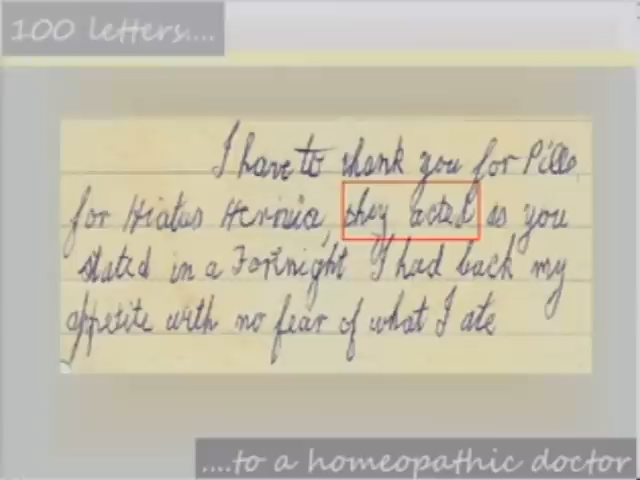 100 letters....
I have to thank you for Pills,
for Hiatus Hernia, they acted as you
stated in a Fortnight I had back my
appetite with no fear of what I ate
....to a homeopathic doctor